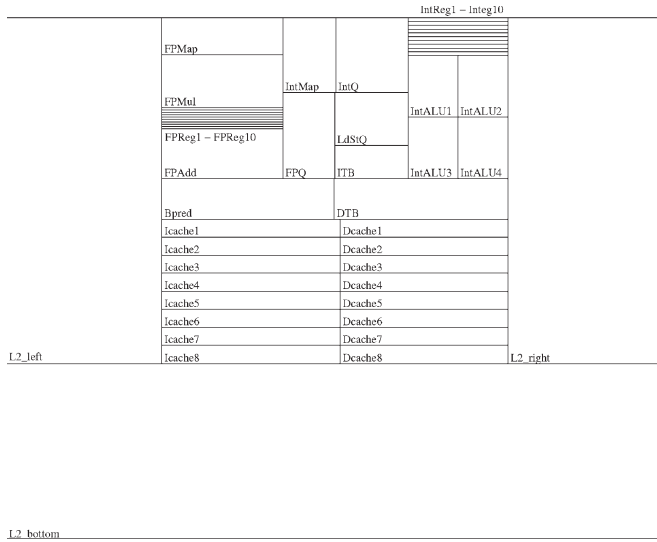 IntReg1 – Integ10
FPMap
IntMap
IntQ
FPMul
IntALU1
IntALU2
FPReg1 – FPReg10
LdStQ
FPAdd
FPQ
ITB
IntALU3
IntALU4
Bpred
DTB
Icache1
Dcache1
Icache2
Dcache2
Icache3
Dcache3
Icache4
Dcache4
Icache5
Dcache5
Icache6
Dcache6
Icache7
Dcache7
L2_left
Icache8
Dcache8
L2_right
L2_bottom